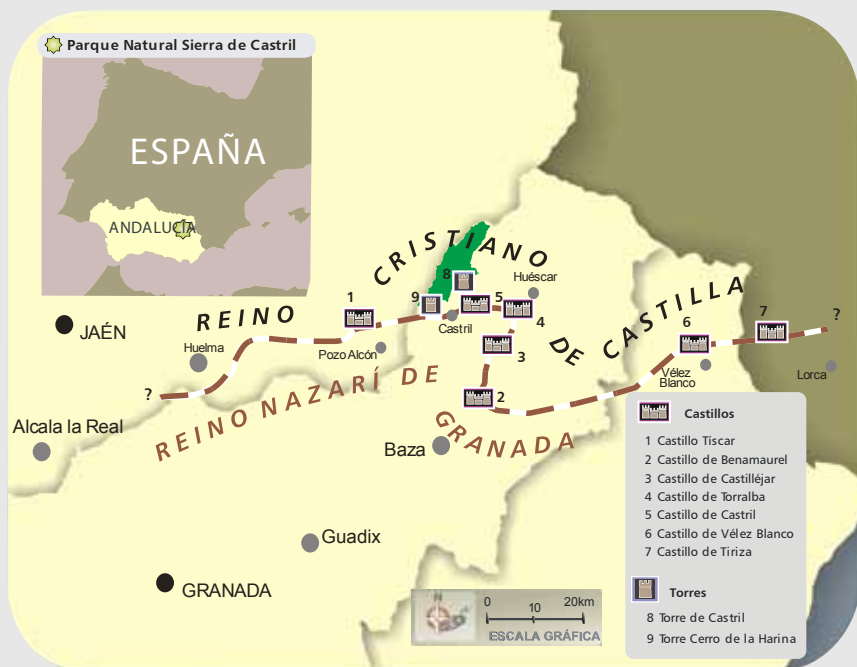 Parque Natural Sierra de Castril
ESPAÑA
ANDALUCÍA
REINO CRISTIANO DE CASTILLA
8
Huéscar
1
9
5
4
?
7
6
JAÉN
Castril
Huelma
Pozo Alcón
3
Vélez
Blanco
Lorca
?
REINO NAZARÍ DE GRANADA
2
Alcala la Real
Baza
Castillos
1 Castillo Tíscar
2 Castillo de Benamaurel
3 Castillo de Castilléjar
4 Castillo de Torralba
5 Castillo de Castril
6 Castillo de Vélez Blanco
7 Castillo de Tiriza
Torres
8 Torre de Castril
9 Torre Cerro de la Harina
Guadix
GRANADA
N
0 10 20km
ESCALA GRÁFICA